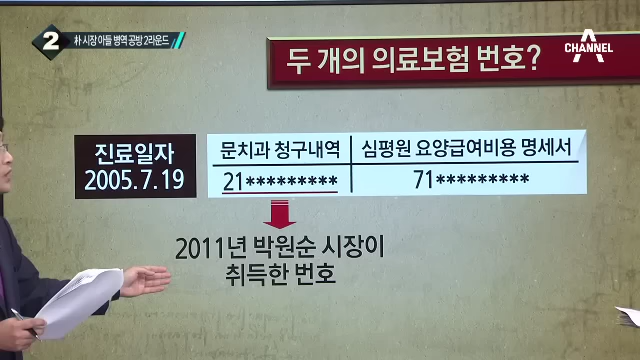 2 朴 시장 아들 병역 공방 2라운드
CHANNEL A
두 개의 의료보험 번호?
진료일자
2005.7.19
문치과 청구내역 심평원 요양급여비용 명세서
21********* 71*********
2011년 박원순 시장이
취득한 번호